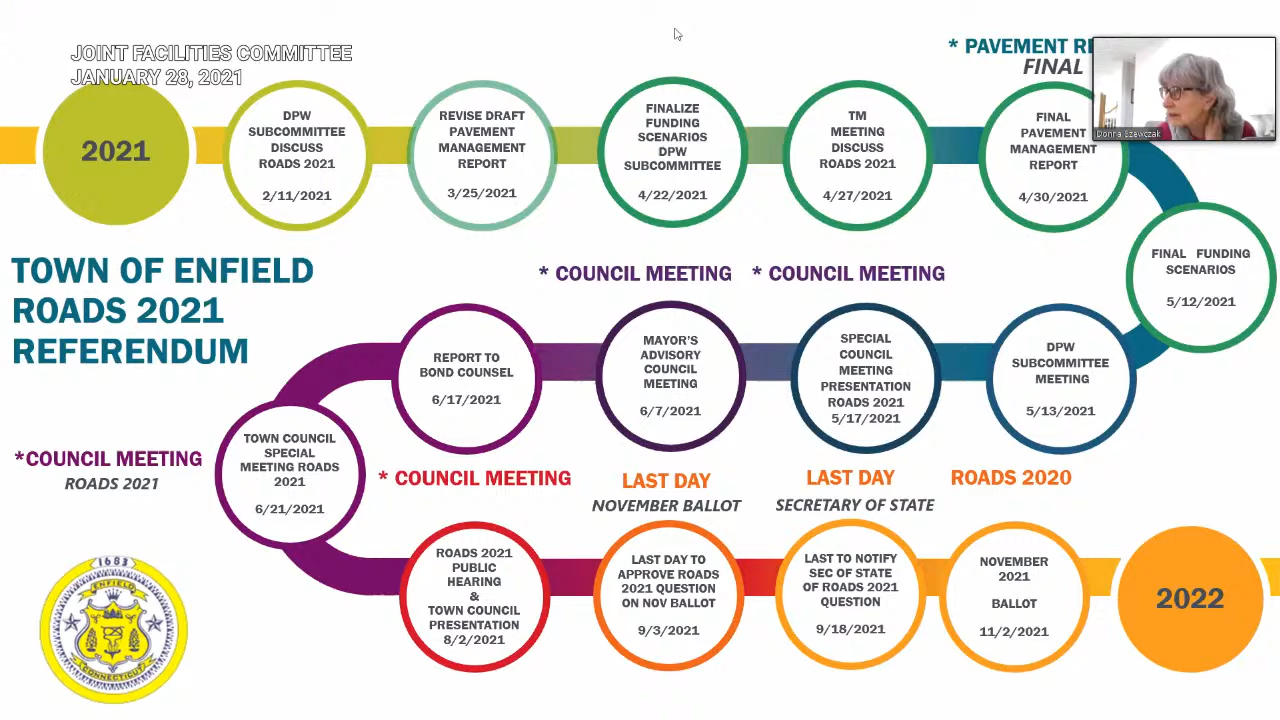 JOINT FACILITIES COMMITTEE
JANUARY 28, 2021
* PAVEMENT
FINAL
Donna Szewczak
2021
DPW
SUBCOMMITTEE
DISCUSS
ROADS 2021
2/11/2021
REVISE DRAFT
PAVEMENT
MANAGEMENT
REPORT
3/25/2021
FINALIZE
FUNDING
SCENARIOS
DPW
SUBCOMMITTEE
4/22/2021
TM
MEETING
DISCUSS
ROADS 2021
4/27/2021
FINAL
PAVEMENT
MANAGEMENT
REPORT
4/30/2021
FINAL FUNDING
SCENARIOS
5/12/2021
TOWN OF ENFIELD
ROADS 2021
REFERENDUM
* COUNCIL MEETING
* COUNCIL MEETING
REPORT TO
BOND COUNSEL
6/17/2021
MAYOR'S
ADVISORY
COUNCIL
MEETING
6/7/2021
SPECIAL
COUNCIL
MEETING
PRESENTATION
ROADS 2021
5/17/2021
DPW
SUBCOMMITTEE
MEETING
5/13/2021
*COUNCIL MEETING
ROADS 2021
TOWN COUNCIL
SPECIAL
MEETING ROADS
2021
6/21/2021
* COUNCIL MEETING
LAST DAY
NOVEMBER BALLOT
LAST DAY
SECRETARY OF STATE
ROADS 2020
ROADS 2021
PUBLIC
HEARING
&
TOWN COUNCIL
PRESENTATION
8/2/2021
LAST DAY TO
APPROVE ROADS
2021 QUESTION
ON NOV BALLOT
9/3/2021
LAST TO NOTIFY
SEC OF STATE
OF ROADS 2021
QUESTION
9/18/2021
NOVEMBER
2021
BALLOT
11/2/2021
2022
1683
ENFIELD
CONNECTICUT